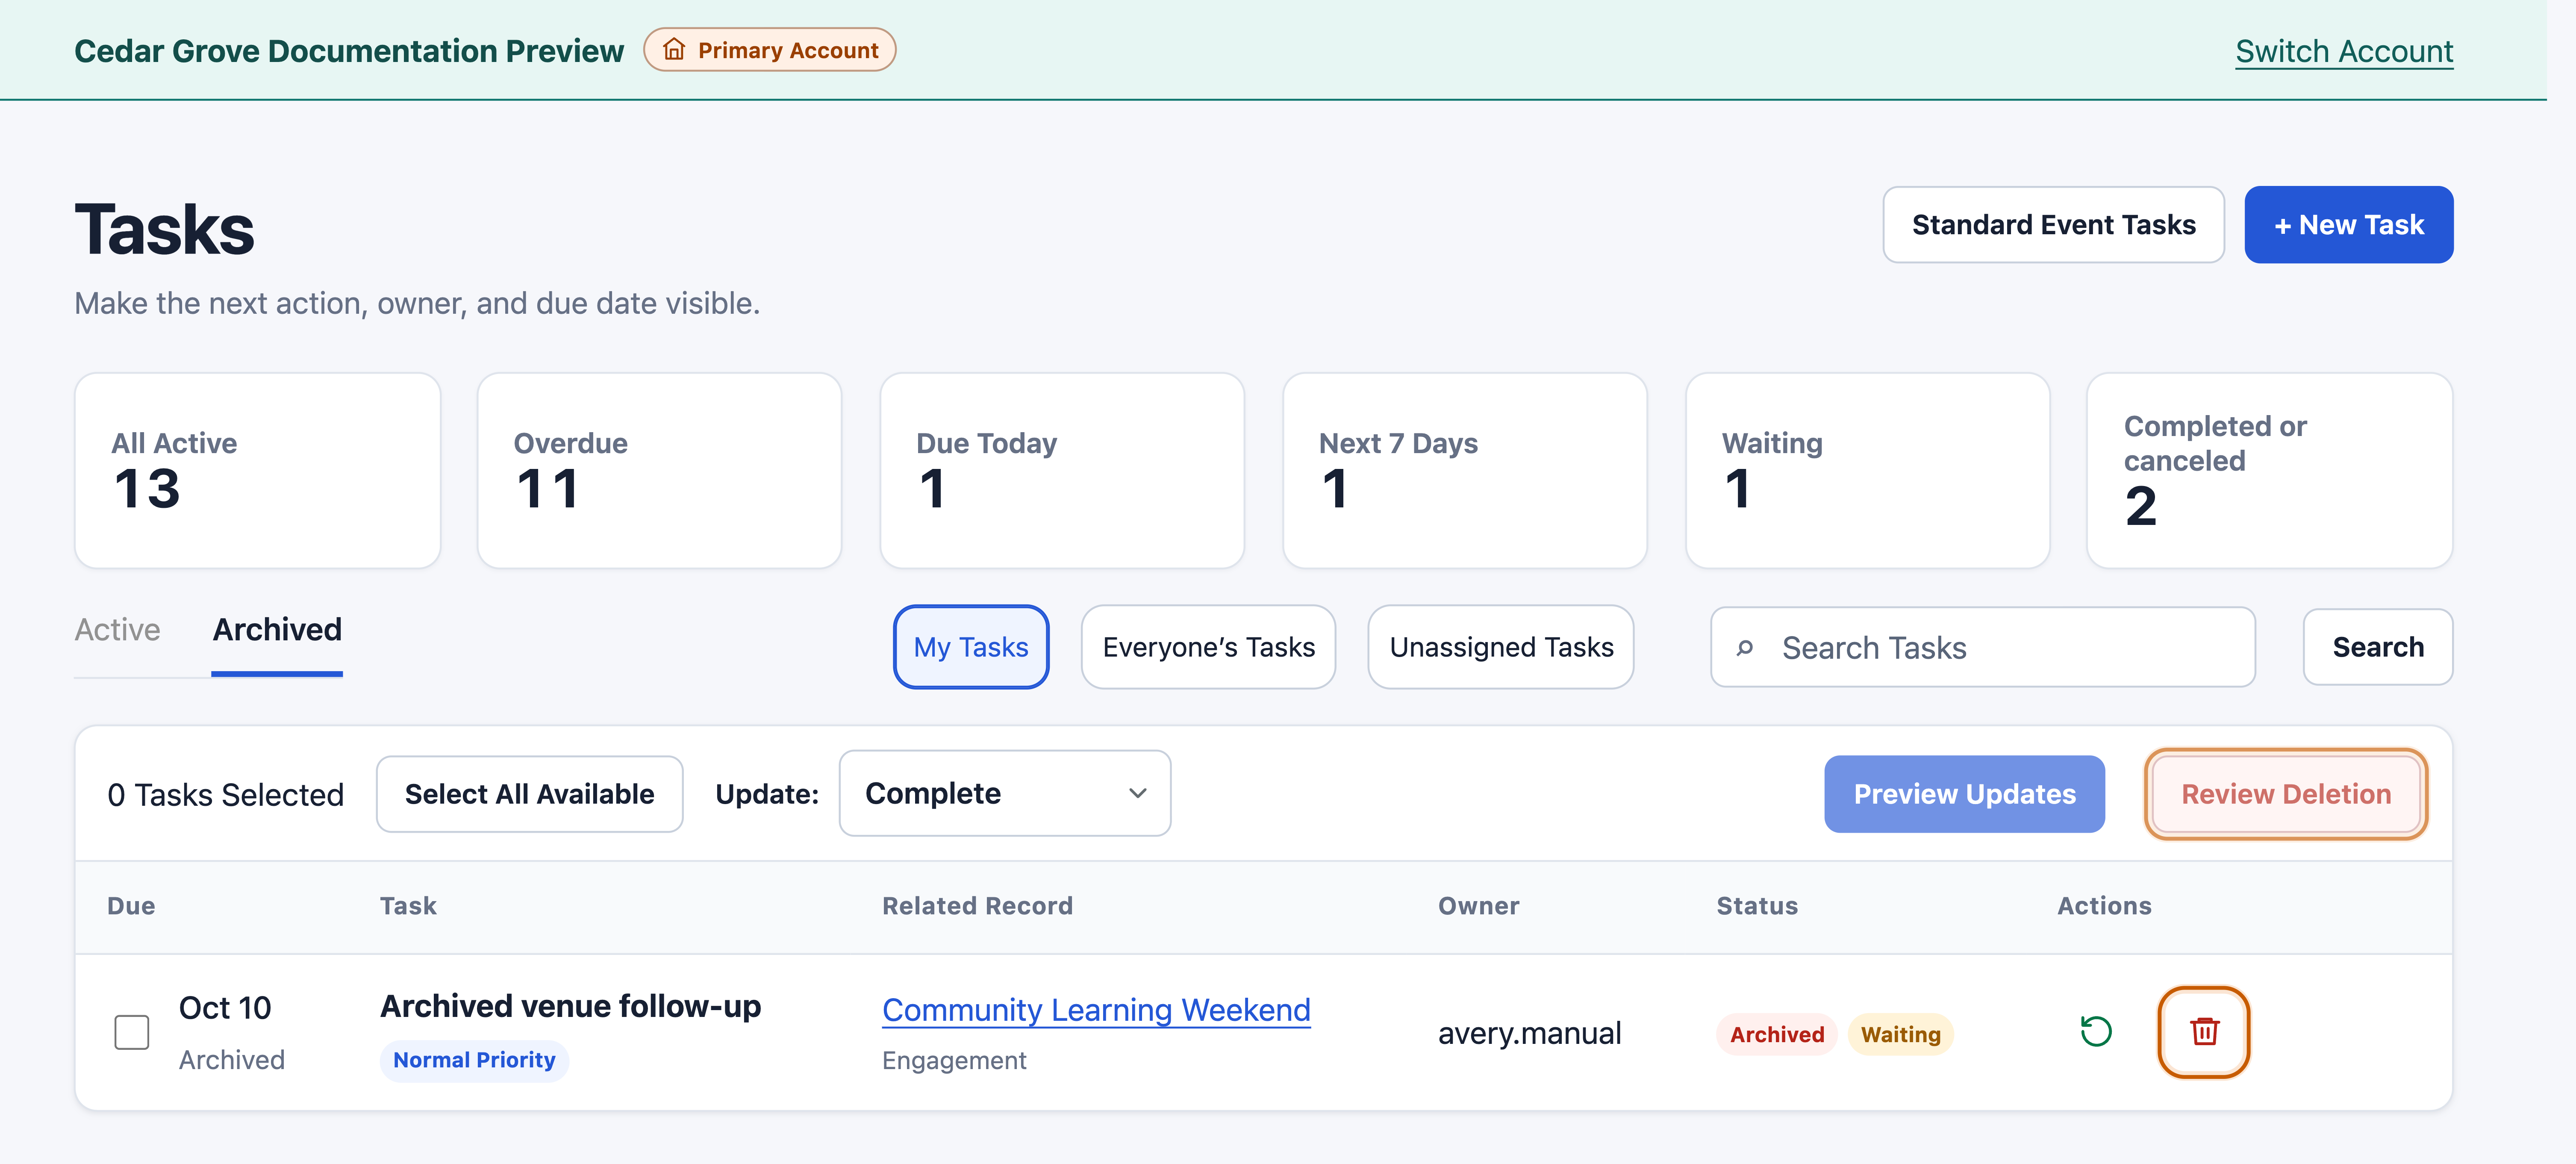 Cedar Grove Documentation Preview
Primary Account
Switch Account
Tasks
Standard Event Tasks
+ New Task
Make the next action, owner, and due date visible.
All Active
13
Overdue
11
Due Today
1
Next 7 Days
1
Waiting
1
Completed or
canceled
2
Active
Archived
My Tasks
Everyone’s Tasks
Unassigned Tasks
Search Tasks
Search
0 Tasks Selected
Select All Available
Update:
Complete
Preview Updates
Review Deletion
Due
Task
Related Record
Owner
Status
Actions
Oct 10
Archived
Archived venue follow-up
Normal Priority
Community Learning Weekend
Engagement
avery.manual
Archived
Waiting